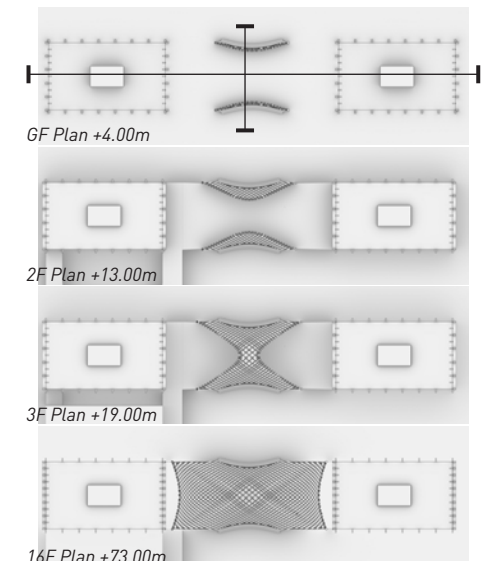 GF Plan +4.00m
2F Plan +13.00m
3F Plan +19.00m
16F Plan +73.00m